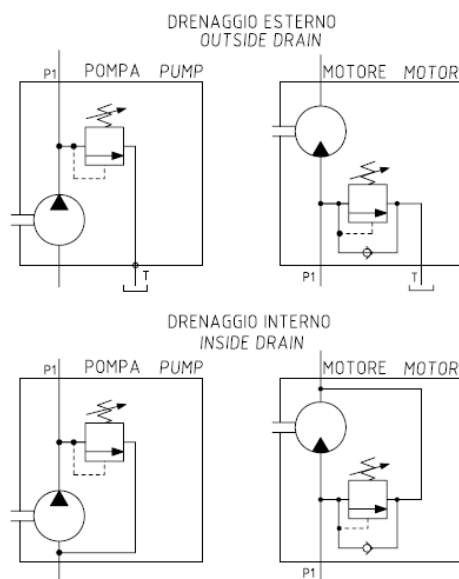 DRENAGGIO ESTERNO
OUTSIDE DRAIN
P1 POMPA PUMP
MOTORE MOTOR
T
P1 T
DRENAGGIO INTERNO
INSIDE DRAIN
P1 POMPA PUMP
MOTORE MOTOR
P1